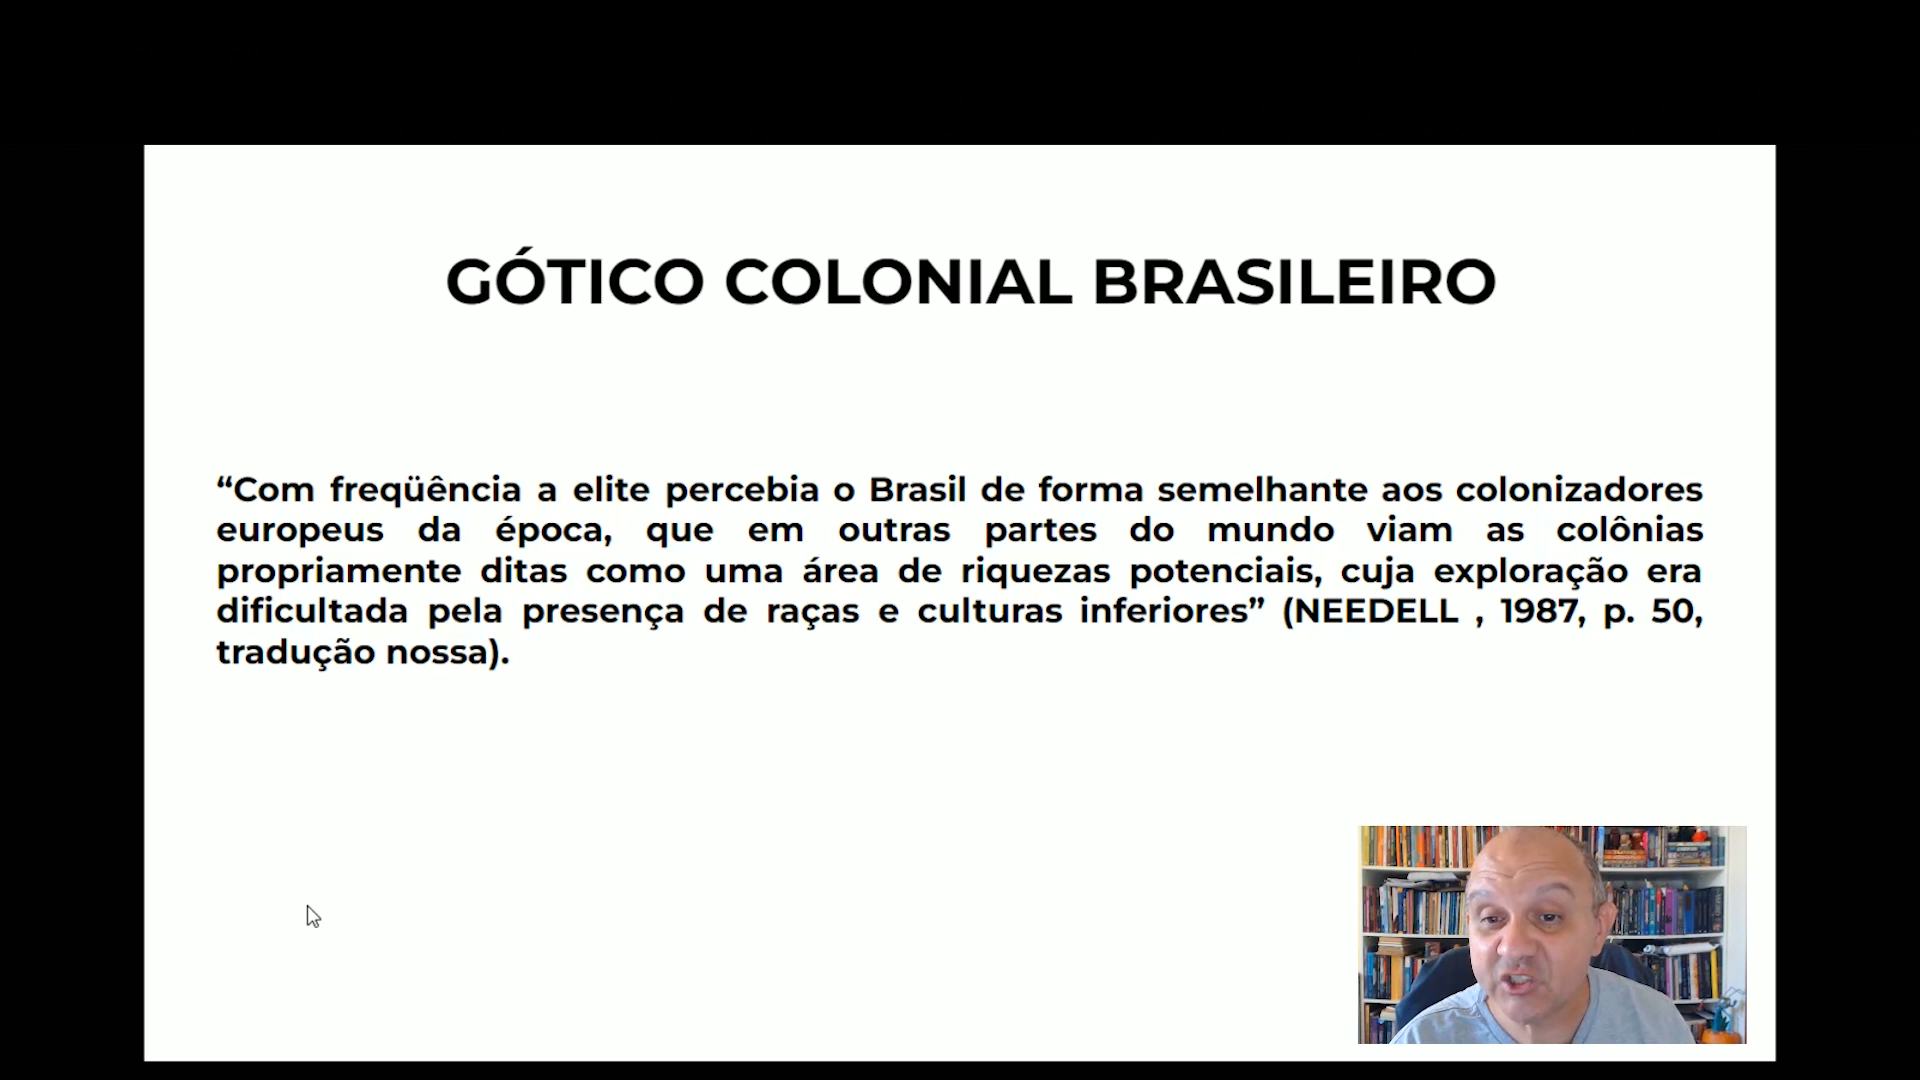 GÓTICO COLONIAL BRASILEIRO
“Com freqüência a elite percebia o Brasil de forma semelhante aos colonizadores
europeus da época, que em outras partes do mundo viam as colônias
propriamente ditas como uma área de riquezas potenciais, cuja exploração era
dificultada pela presença de raças e culturas inferiores” (NEEDELL , 1987, p. 50,
tradução nossa).